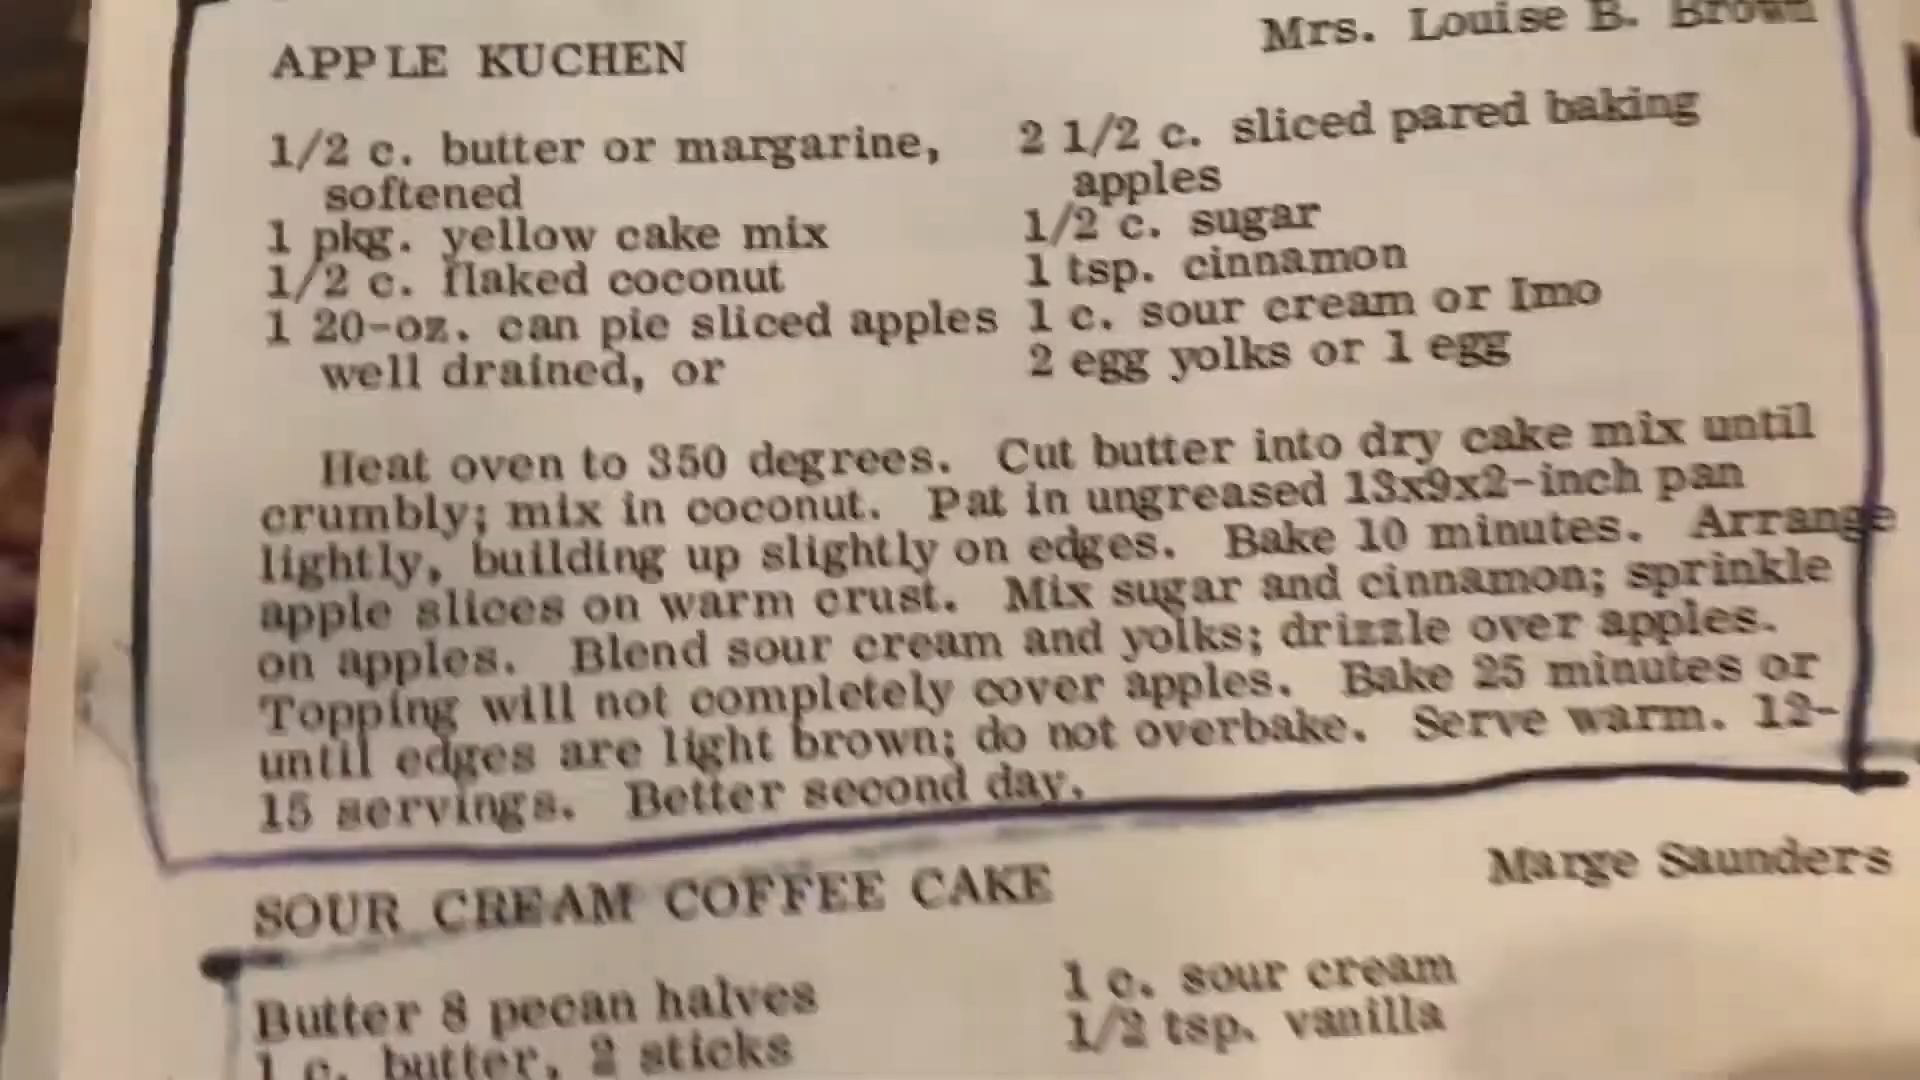 APPLE KUCHEN Mrs. Louise B. Brown
1/2 c. butter or margarine,
softened
1 pkg. yellow cake mix
1/2 c. flaked coconut
1 20-oz. can pie sliced apples
well drained, or
2 1/2 c. sliced pared baking
apples
1/2 c. sugar
1 tsp. cinnamon
1 c. sour cream or Imo
2 egg yolks or 1 egg
Heat oven to 350 degrees. Cut butter into dry cake mix until
crumbly; mix in coconut. Pat in ungreased 13x9x2-inch pan
lightly, building up slightly on edges. Bake 10 minutes. Arrange
apple slices on warm crust. Mix sugar and cinnamon; sprinkle
on apples. Blend sour cream and yolks; drizzle over apples.
Topping will not completely cover apples. Bake 25 minutes or
until edges are light brown; do not overbake. Serve warm. 12-
15 servings. Better second day.
SOUR CREAM COFFEE CAKE Marge Saunders
Butter 8 pecan halves
1 c. butter, 2 sticks
1 c. sour cream
1/2 tsp. vanilla